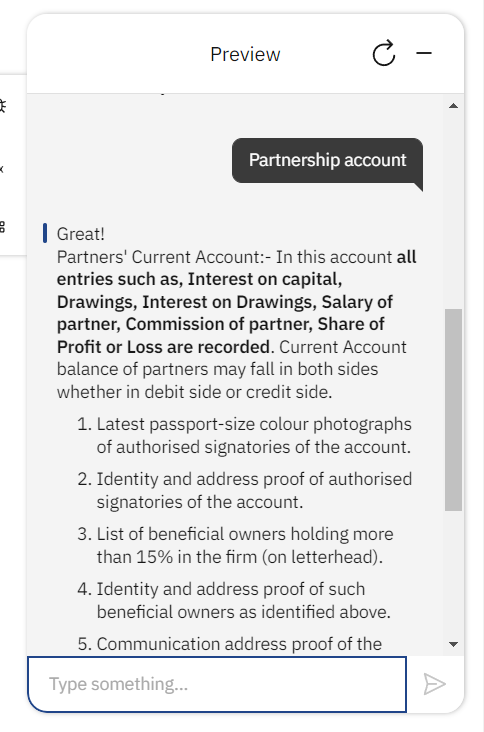 Preview
Partnership account
Great!
Partners' Current Account:- In this account all
entries such as, Interest on capital,
Drawings, Interest on Drawings, Salary of
partner, Commission of partner, Share of
Profit or Loss are recorded. Current Account
balance of partners may fall in both sides
whether in debit side or credit side.
1. Latest passport-size colour photographs
of authorised signatories of the account.
2. Identity and address proof of authorised
signatories of the account.
3. List of beneficial owners holding more
than 15% in the firm (on letterhead).
4. Identity and address proof of such
beneficial owners as identified above.
5. Communication address proof of the
Type something...